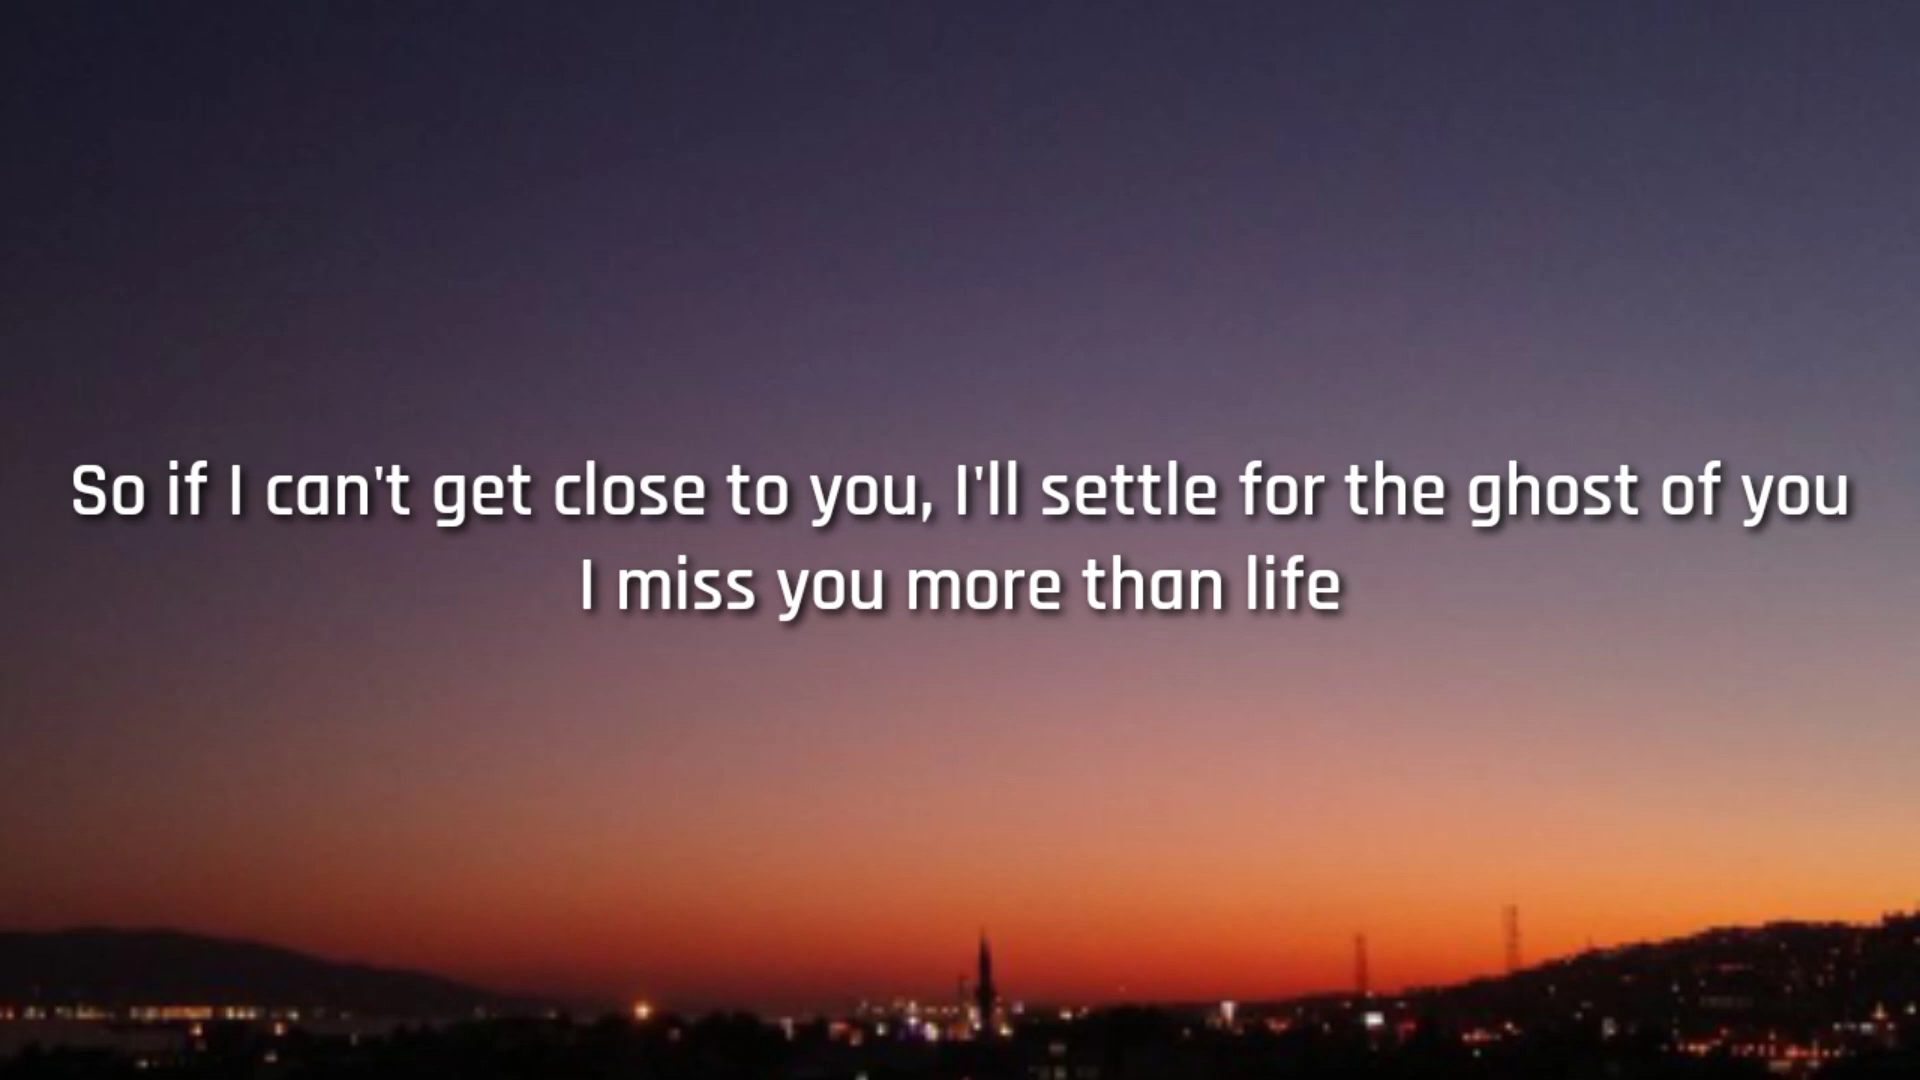 So if I can't get close to you, I'll settle for the ghost of you
I miss you more than life